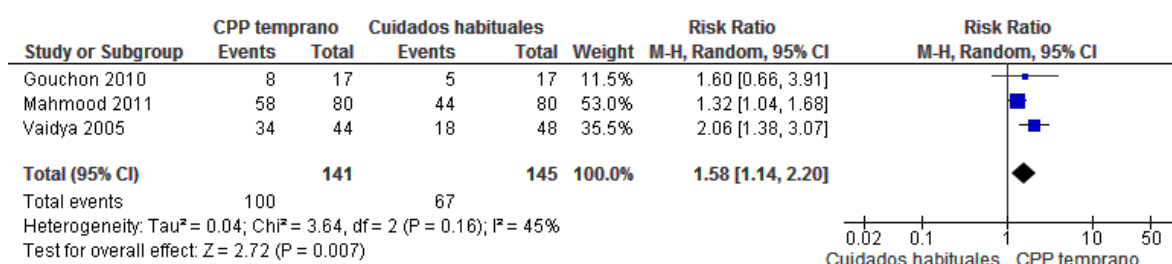 CPP temprano Cuidados habituales Risk Ratio Risk Ratio
Study or Subgroup Events Total Events Total Weight M-H, Random, 95% CI M-H, Random, 95% CI
Gouchon 2010 8 17 5 17 11.5% 1.60 [0.66, 3.91]
Mahmood 2011 58 80 44 80 53.0% 1.32 [1.04, 1.68]
Vaidya 2005 34 44 18 48 35.5% 2.06 [1.38, 3.07]
Total (95% CI) 141 145 100.0% 1.58 [1.14, 2.20]
Total events 100 67
Heterogeneity: Tau² = 0.04; Chi² = 3.64, df = 2 (P = 0.16); I² = 45%
Test for overall effect: Z = 2.72 (P = 0.007)
0.02 0.1 1 10 50
Cuidados habituales CPP temprano